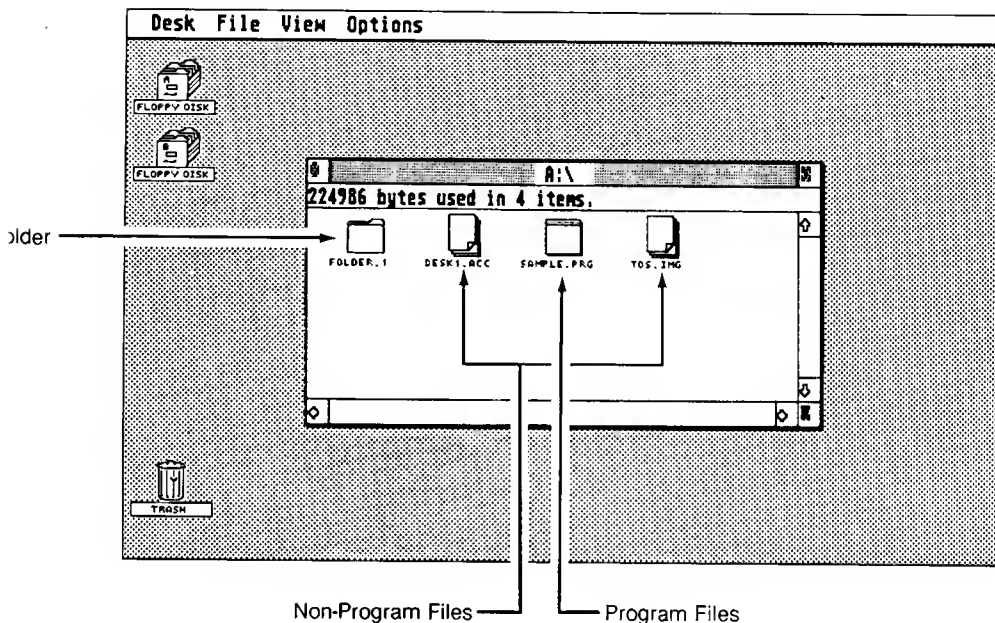 Desk File View Options
A
FLOPPY DISK
B
FLOPPY DISK
A:\
224986 bytes used in 4 items.
older
FOLDER.1 DESK1.ACC SAMPLE.PRG TOS.IMG
TRASH
Non-Program Files Program Files